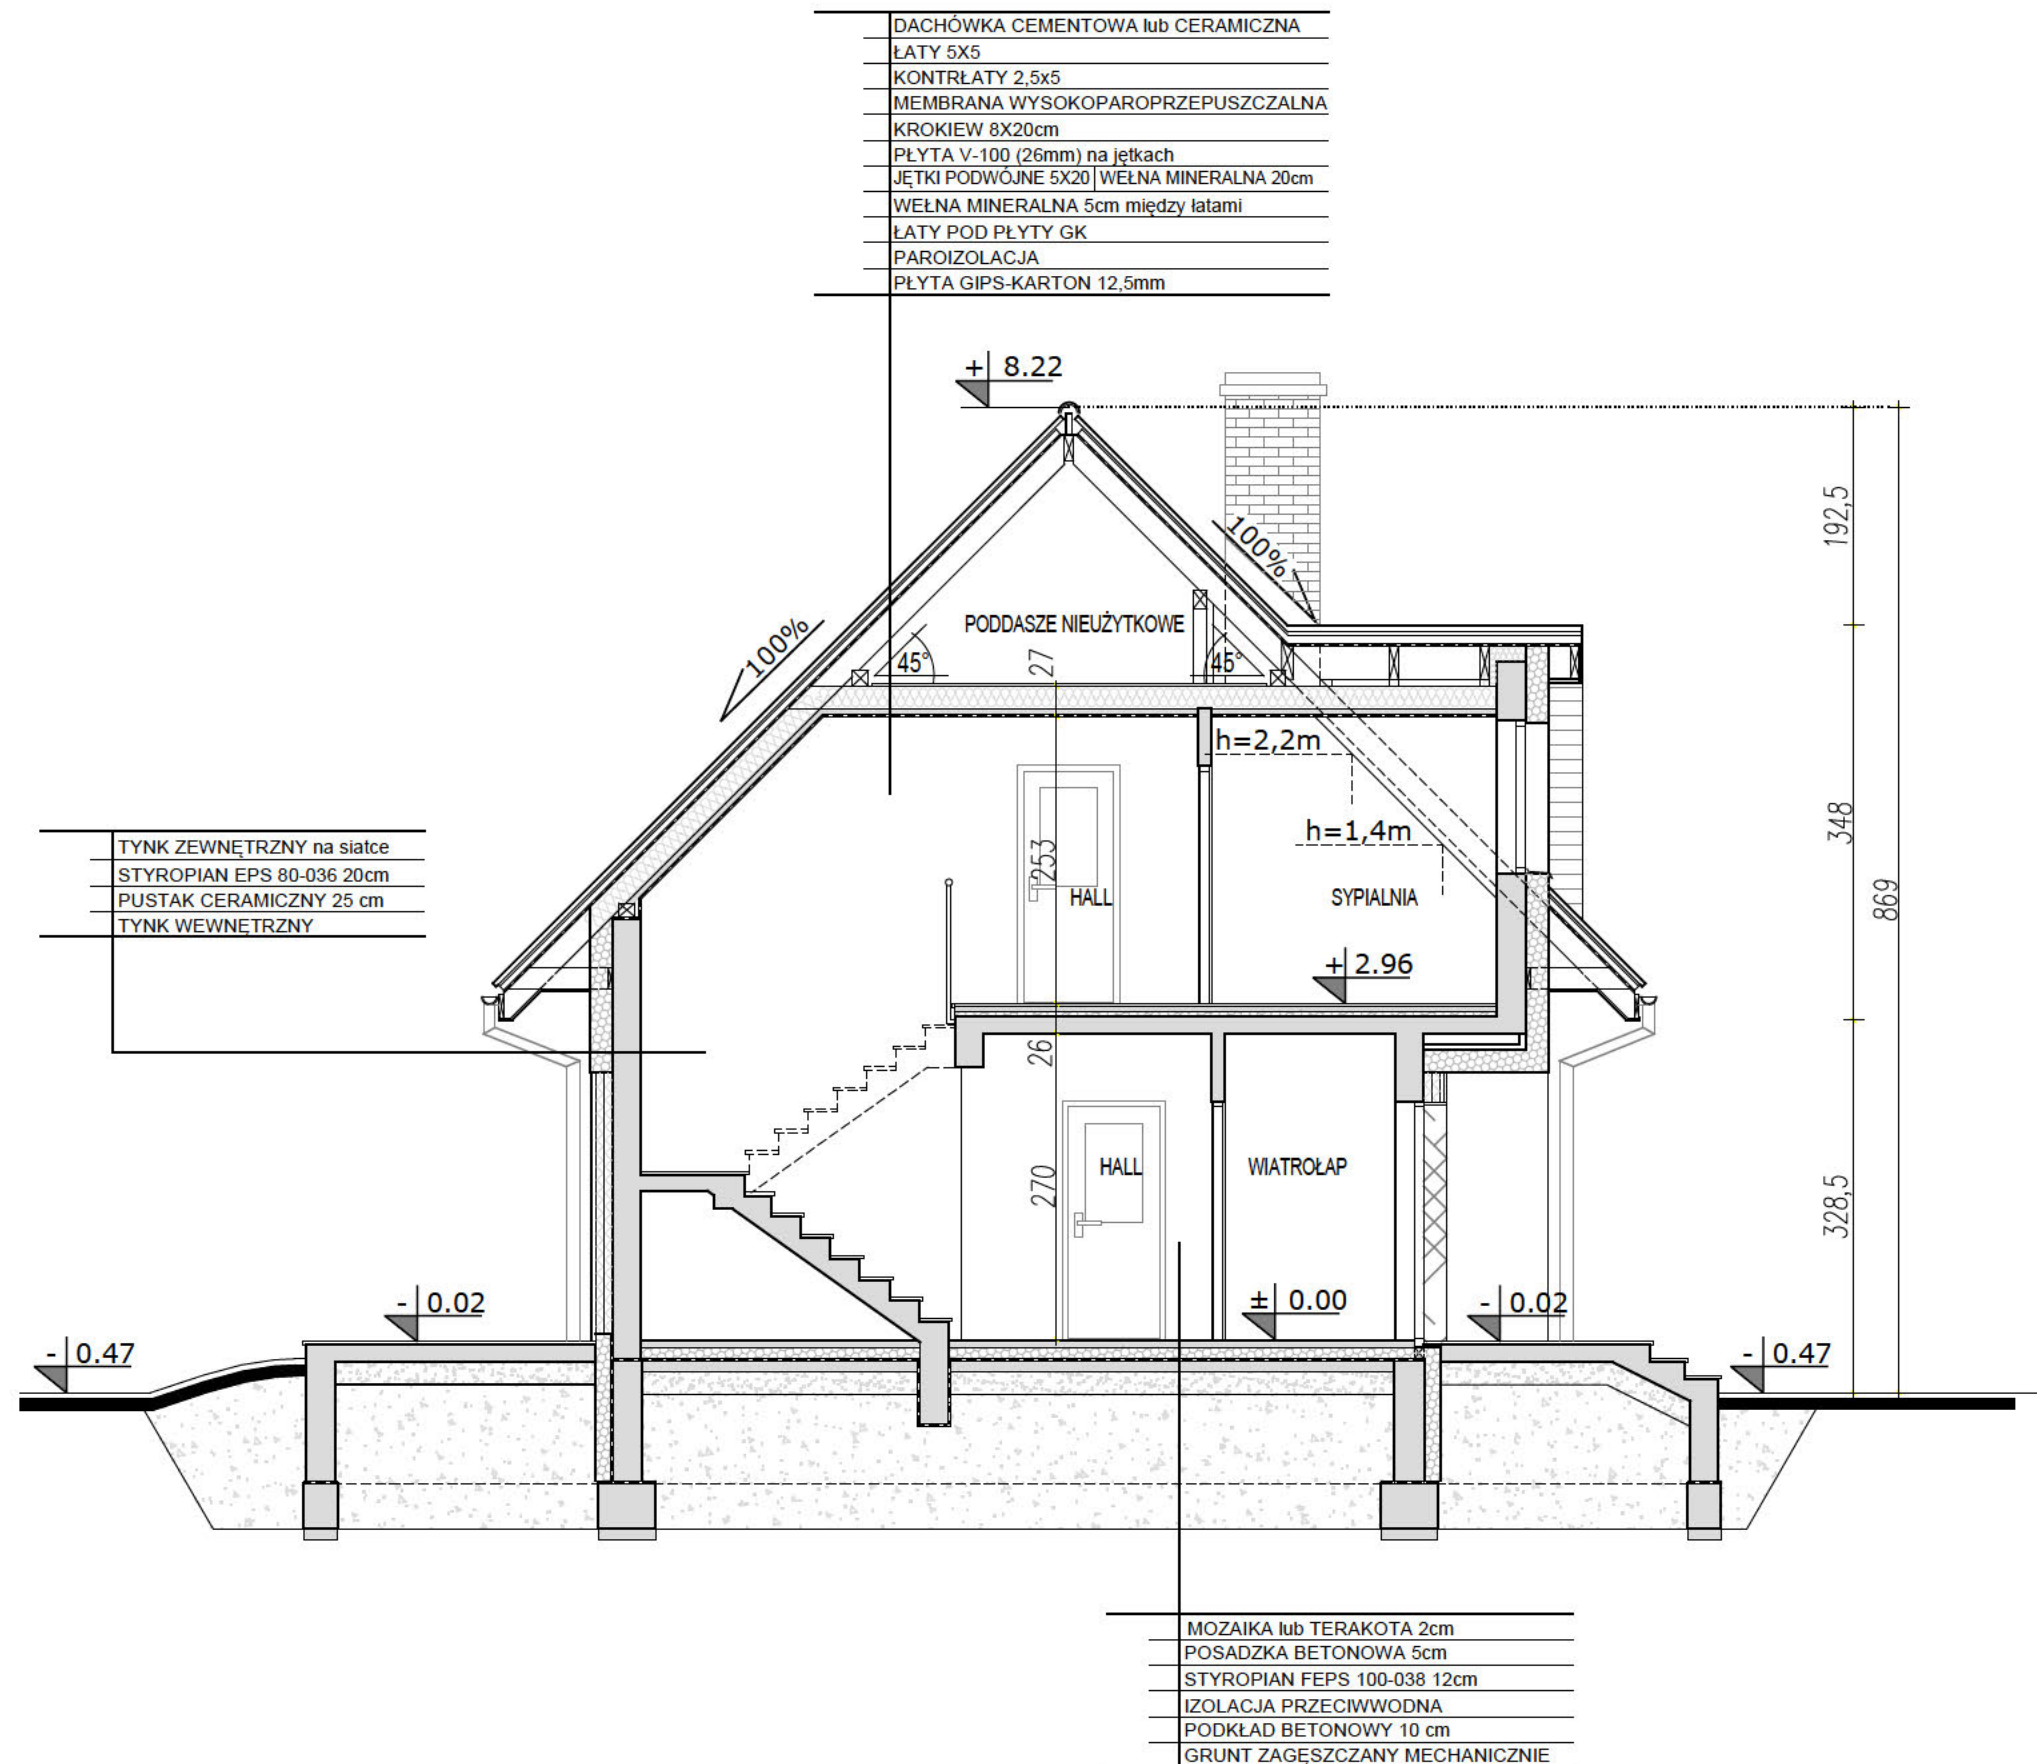 DACHÓWKA CEMENTOWA lub CERAMICZNA
ŁATY 5X5
KONTRŁATY 2,5x5
MEMBRANA WYSOKOPAROPRZEPUSZCZALNA
KROKIEW 8X20cm
PŁYTA V-100 (26mm) na jętkach
JĘTKI PODWÓJNE 5X20 WEŁNA MINERALNA 20cm
WEŁNA MINERALNA 5cm między łatami
ŁATY POD PŁYTY GK
PAROIZOLACJA
PŁYTA GIPS-KARTON 12,5mm
+ 8.22
192,5
100%
100%
PODDASZE NIEUŻYTKOWE
45°
27
45°
h=2,2m
h=1,4m
348
253
HALL
SYPIALNIA
869
TYNK ZEWNĘTRZNY na siatce
STYROPIAN EPS 80-036 20cm
PUSTAK CERAMICZNY 25 cm
TYNK WEWNĘTRZNY
+ 2.96
26
270
HALL
WIATROŁAP
328,5
- 0.02
± 0.00
- 0.02
- 0.47
- 0.47
MOZAIKA lub TERAKOTA 2cm
POSADZKA BETONOWA 5cm
STYROPIAN FEPS 100-038 12cm
IZOLACJA PRZECIWWODNA
PODKŁAD BETONOWY 10 cm
GRUNT ZAGĘSZCZANY MECHANICZNIE